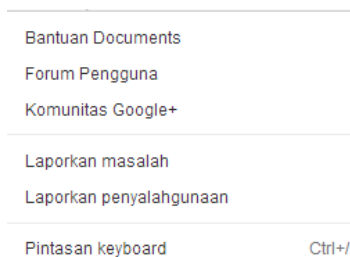 Bantuan Documents
Forum Pengguna
Komunitas Google+
Laporkan masalah
Laporkan penyalahgunaan
Pintasan keyboard Ctrl+/